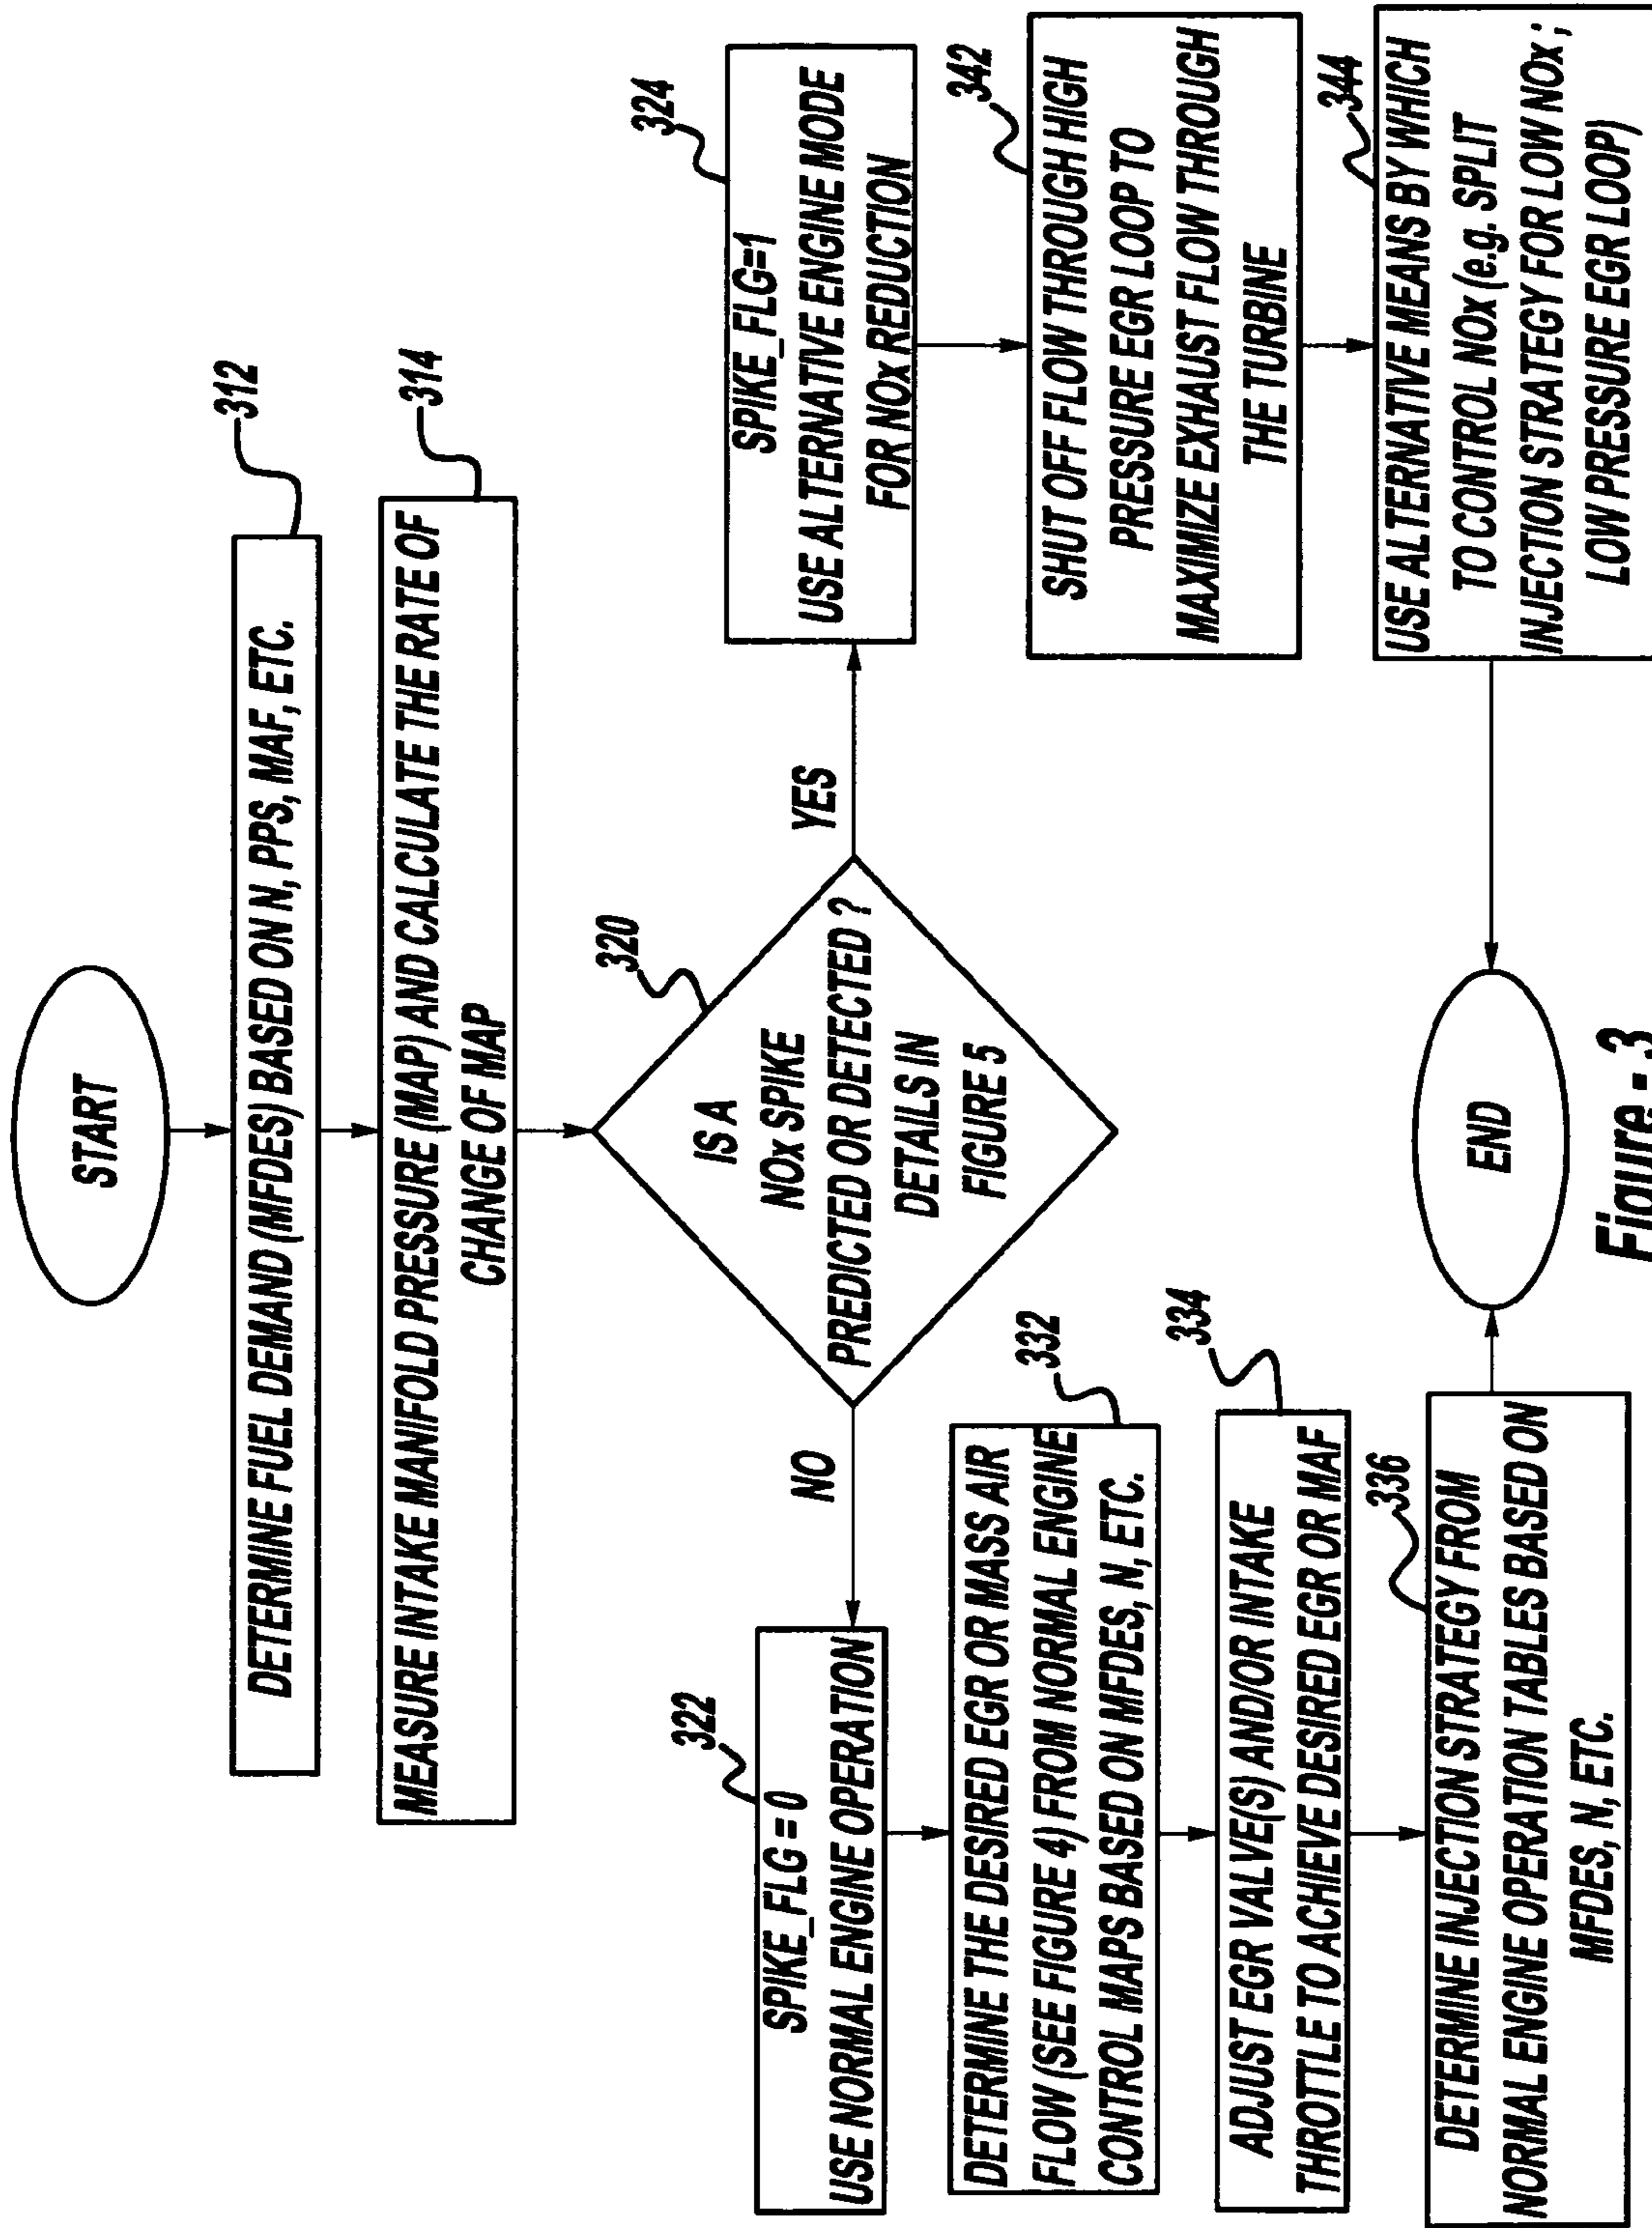 START
312
DETERMINE FUEL DEMAND (MFDES) BASED ON N, PPS, MAF, ETC.
314
MEASURE INTAKE MANIFOLD PRESSURE (MAP) AND CALCULATE THE RATE OF
CHANGE OF MAP
320
IS A
NOx SPIKE
PREDICTED OR DETECTED ?
DETAILS IN
FIGURE 5
NO
YES
322
SPIKE_FLG = 0
USE NORMAL ENGINE OPERATION
332
DETERMINE THE DESIRED EGR OR MASS AIR
FLOW (SEE FIGURE 4) FROM NORMAL ENGINE
CONTROL MAPS BASED ON MFDES, N, ETC.
334
ADJUST EGR VALVE(S) AND/OR INTAKE
THROTTLE TO ACHIEVE DESIRED EGR OR MAF
336
DETERMINE INJECTION STRATEGY FROM
NORMAL ENGINE OPERATION TABLES BASED ON
MFDES, N, ETC.
324
SPIKE_FLG=1
USE ALTERNATIVE ENGINE MODE
FOR NOx REDUCTION
342
SHUT OFF FLOW THROUGH HIGH
PRESSURE EGR LOOP TO
MAXIMIZE EXHAUST FLOW THROUGH
THE TURBINE
344
USE ALTERNATIVE MEANS BY WHICH
TO CONTROL NOx (e.g. SPLIT
INJECTION STRATEGY FOR LOW NOx ;
LOW PRESSURE EGR LOOP)
END
Figure - 3